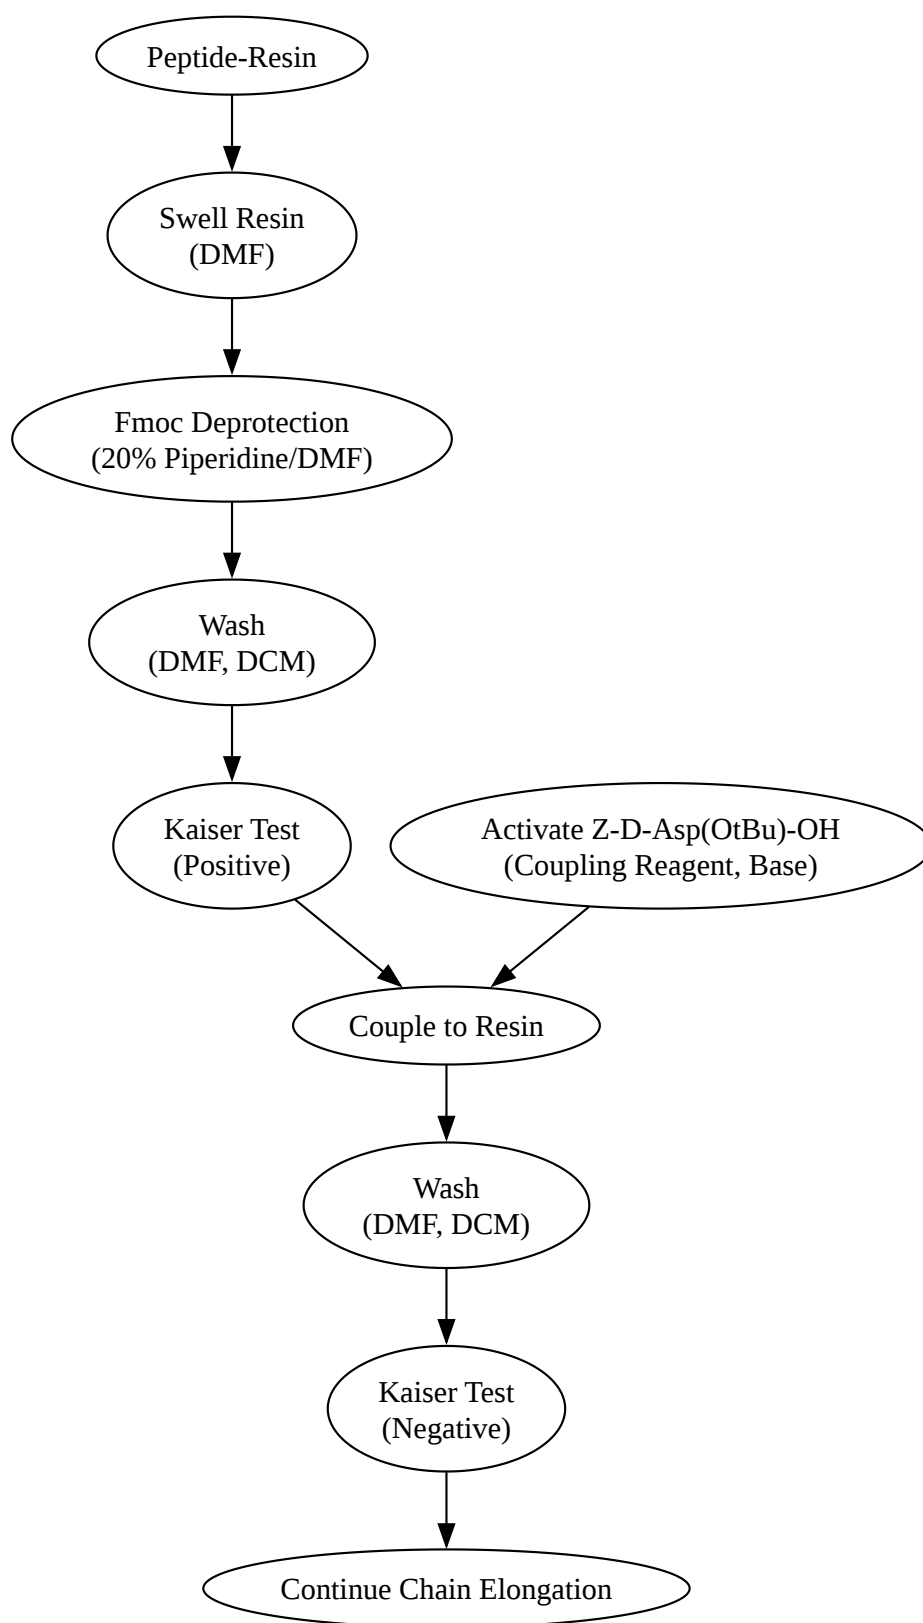 Peptide-Resin
Swell Resin
(DMF)
Fmoc Deprotection
(20% Piperidine/DMF)
Wash
(DMF, DCM)
Kaiser Test
(Positive)
Activate Z-D-Asp(OtBu)-OH
(Coupling Reagent, Base)
Couple to Resin
Wash
(DMF, DCM)
Kaiser Test
(Negative)
Continue Chain Elongation